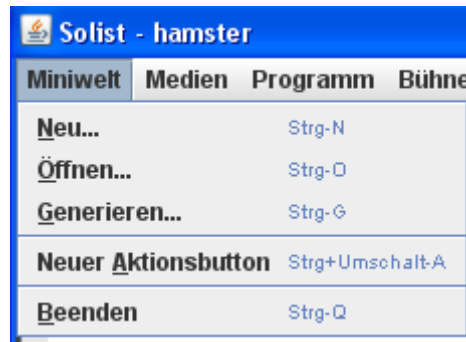 Solist - hamster
Miniwelt Medien Programm Bühne
Neu... Strg-N
Öffnen... Strg-O
Generieren... Strg-G
Neuer Aktionsbutton Strg+Umschalt-A
Beenden Strg-Q